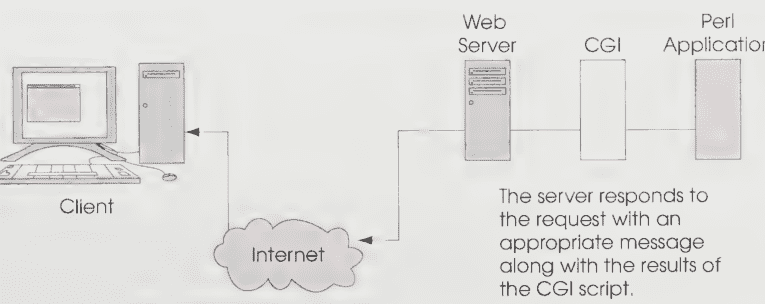 Web
Server
CGI
Perl
Application
Client
Internet
The server responds to
the request with an
appropriate message
along with the results of
the CGI script.